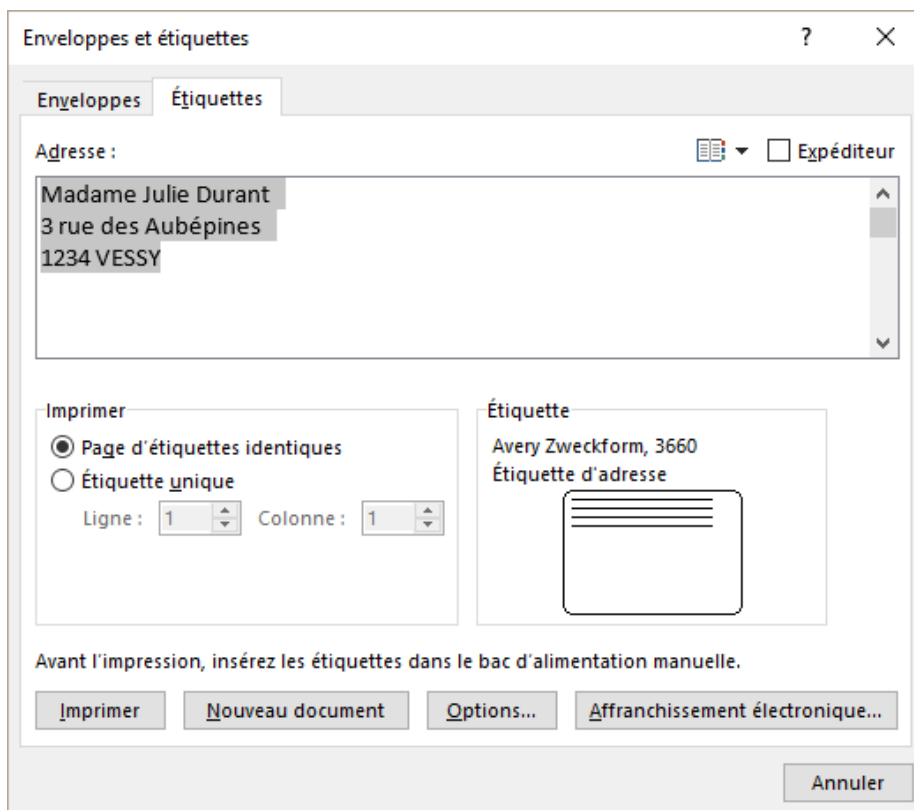 Enveloppes et étiquettes
?
Enveloppes
Étiquettes
Adresse :
Expéditeur
Madame Julie Durant
3 rue des Aubépines
1234 VESSY
Imprimer
Page d'étiquettes identiques
Étiquette unique
Ligne : 1 Colonne : 1
Étiquette
Avery Zweckform, 3660
Étiquette d'adresse
Avant l'impression, insérez les étiquettes dans le bac d'alimentation manuelle.
Imprimer
Nouveau document
Options...
Affranchissement électronique...
Annuler